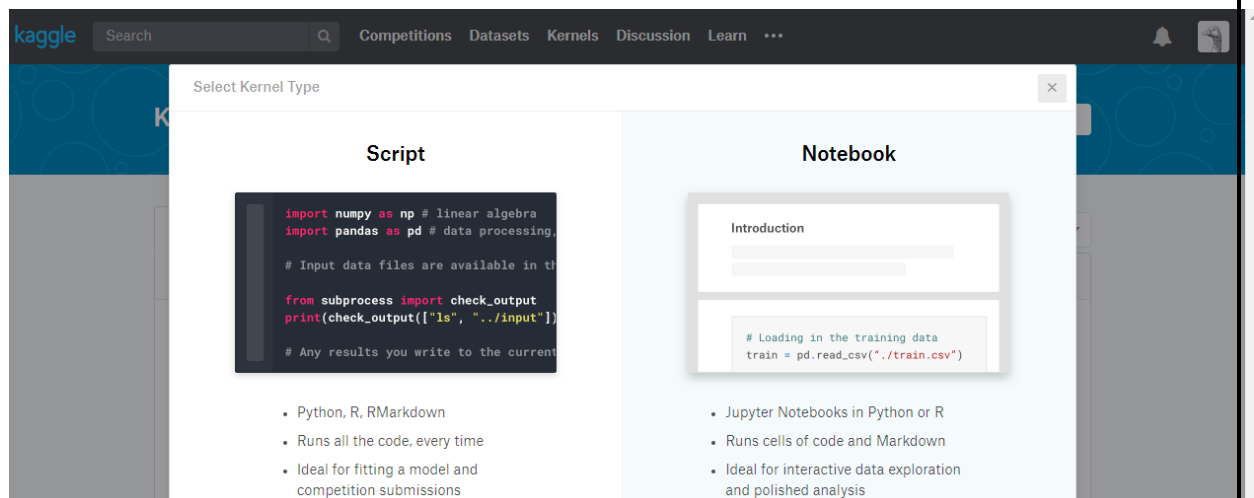 kaggle
Search
Competitions Datasets Kernels Discussion Learn •••
K
Select Kernel Type
×
Script
import numpy as np # linear algebra
import pandas as pd # data processing,
# Input data files are available in th
from subprocess import check_output
print(check_output(["ls", "../input"])
# Any results you write to the current
• Python, R, RMarkdown
• Runs all the code, every time
• Ideal for fitting a model and
competition submissions
Notebook
Introduction
# Loading in the training data
train = pd.read_csv("./train.csv")
• Jupyter Notebooks in Python or R
• Runs cells of code and Markdown
• Ideal for interactive data exploration
and polished analysis